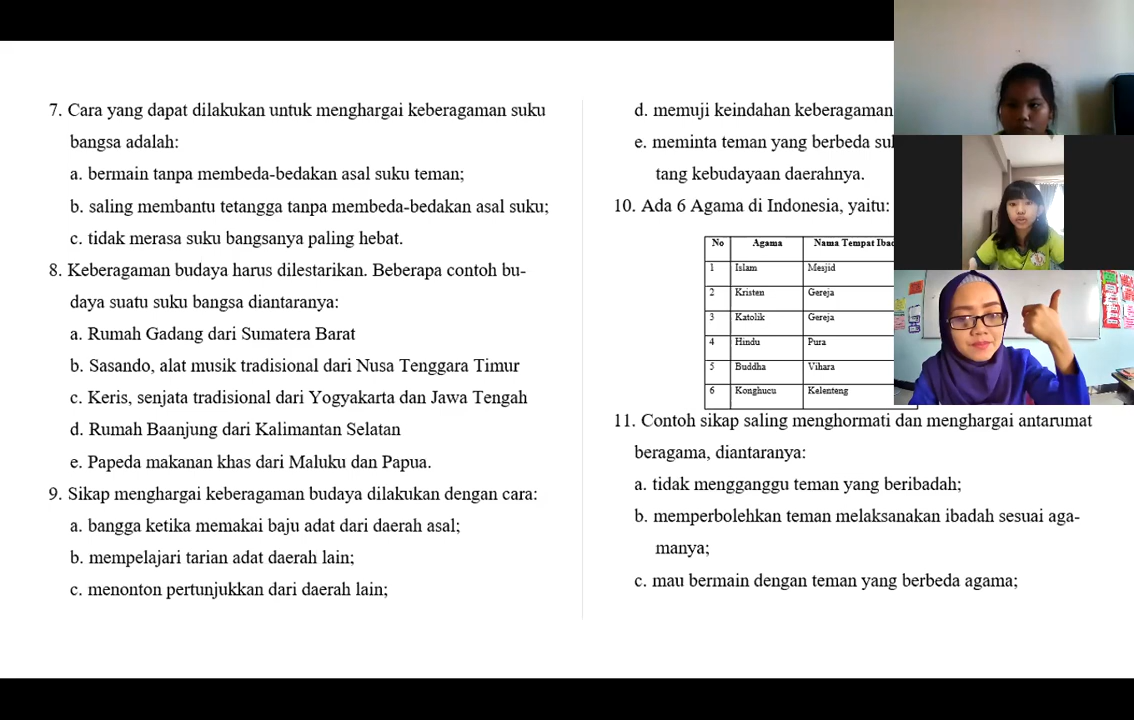 7. Cara yang dapat dilakukan untuk menghargai keberagaman suku
bangsa adalah:
a. bermain tanpa membeda-bedakan asal suku teman;
b. saling membantu tetangga tanpa membeda-bedakan asal suku;
c. tidak merasa suku bangsanya paling hebat.
8. Keberagaman budaya harus dilestarikan. Beberapa contoh bu-
daya suatu suku bangsa diantaranya:
a. Rumah Gadang dari Sumatera Barat
b. Sasando, alat musik tradisional dari Nusa Tenggara Timur
c. Keris, senjata tradisional dari Yogyakarta dan Jawa Tengah
d. Rumah Baanjung dari Kalimantan Selatan
e. Papeda makanan khas dari Maluku dan Papua.
9. Sikap menghargai keberagaman budaya dilakukan dengan cara:
a. bangga ketika memakai baju adat dari daerah asal;
b. mempelajari tarian adat daerah lain;
c. menonton pertunjukkan dari daerah lain;
d. memuji keindahan keberagaman
e. meminta teman yang berbeda
tang kebudayaan daerahnya.
10. Ada 6 Agama di Indonesia, yaitu:
No Agama Nama Tempat
1 Islam Mesjid
2 Kristen Gereja
3 Katolik Gereja
4 Hindu Pura
5 Buddha Vihara
6 Konghucu Kelenteng
11. Contoh sikap saling menghormati dan menghargai antarumat
beragama, diantaranya:
a. tidak mengganggu teman yang beribadah;
b. memperbolehkan teman melaksanakan ibadah sesuai aga-
manya;
c. mau bermain dengan teman yang berbeda agama;